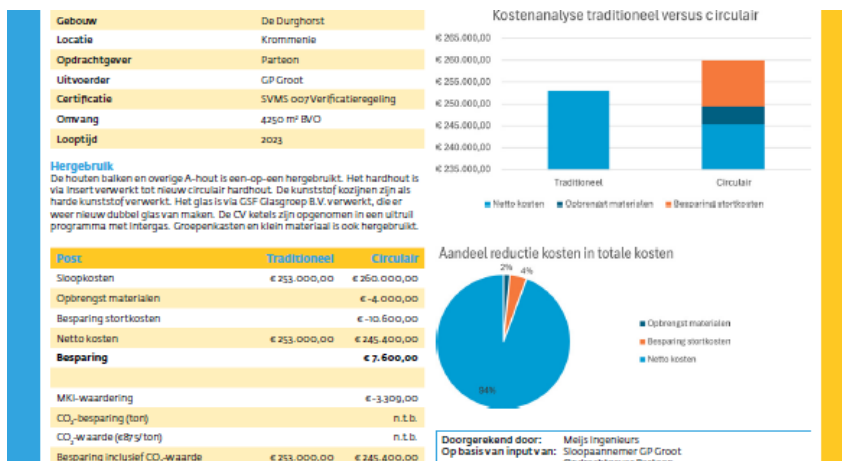 Gebouw De Durghorst
Locatie Krommenie
Opdrachtgever Parteon
Uitvoerder GP Groot
Certificatie SVMS 007 Verificatieregeling
Omvang 4250 m² BVO
Looptijd 2023
Hergebruik
De houten balken en overige A-hout is een-op-een hergebruikt. Het hardhout is
via Insert verwerkt tot nieuw circulair hardhout. De kunststof kozijnen zijn als
harde kunststof verwerkt. Het glas is via GSF Glasgroep B.V. verwerkt, die er
weer nieuw dubbel glas van maken. De CV ketels zijn opgenomen in een uitruil
programma met Intergas. Groepenkasten en klein materiaal is ook hergebruikt.
Post Traditioneel Circulair
Sloopkosten € 253.000,00 € 260.000,00
Opbrengst materialen € -4.000,00
Besparing stortkosten € -10.600,00
Netto kosten € 253.000,00 € 245.400,00
Besparing € 7.600,00
MKI-waardering € -3.309,00
CO₂-besparing (ton) n.t.b.
CO₂-waarde (€875/ton) n.t.b.
Besparing inclusief CO₂-waarde € 253.000,00 € 245.400,00
Kostenanalyse traditioneel versus circulair
€ 265.000,00
€ 260.000,00
€ 255.000,00
€ 250.000,00
€ 245.000,00
€ 240.000,00
€ 235.000,00
Traditioneel Circulair
Netto kosten Opbrengst materialen Besparing stortkosten
Aandeel reductie kosten in totale kosten
2% 4%
94%
Opbrengst materialen
Besparing stortkosten
Netto kosten
Doorgerekend door: Meijs Ingenieurs
Op basis van input van: Sloopaannemer GP Groot